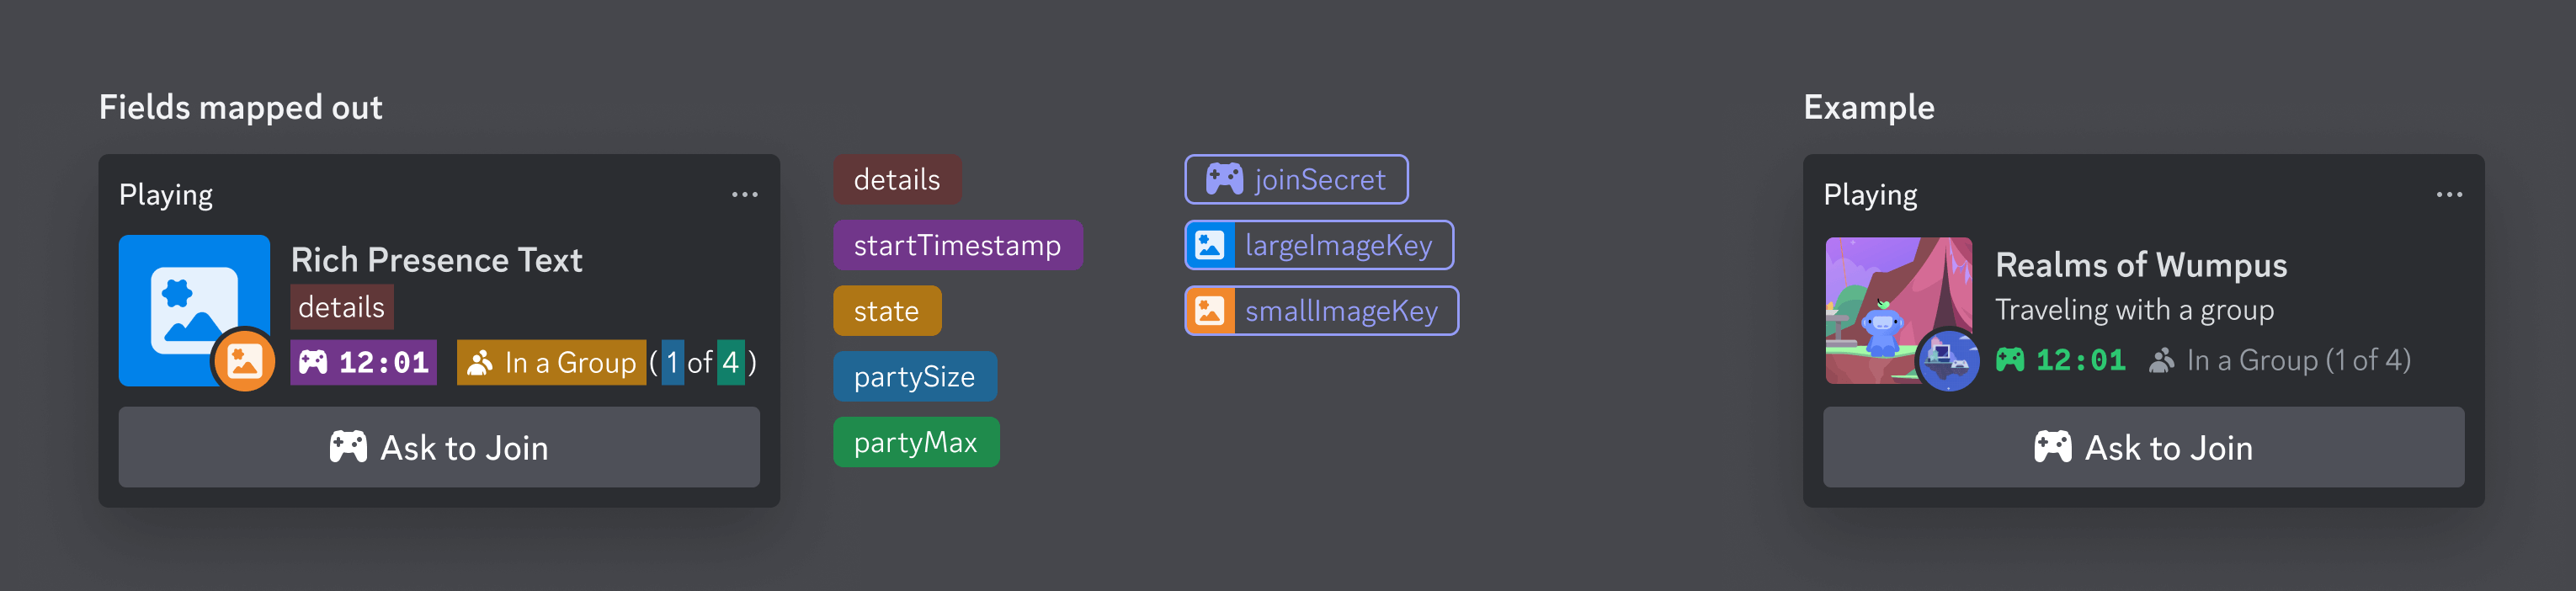 Fields mapped out
Playing
Rich Presence Text
details
12:01 In a Group (1 of 4)
Ask to Join
details
startTimestamp
state
partySize
partyMax
joinSecret
largeImageKey
smallImageKey
Example
Playing
Realms of Wumpus
Traveling with a group
12:01 In a Group (1 of 4)
Ask to Join